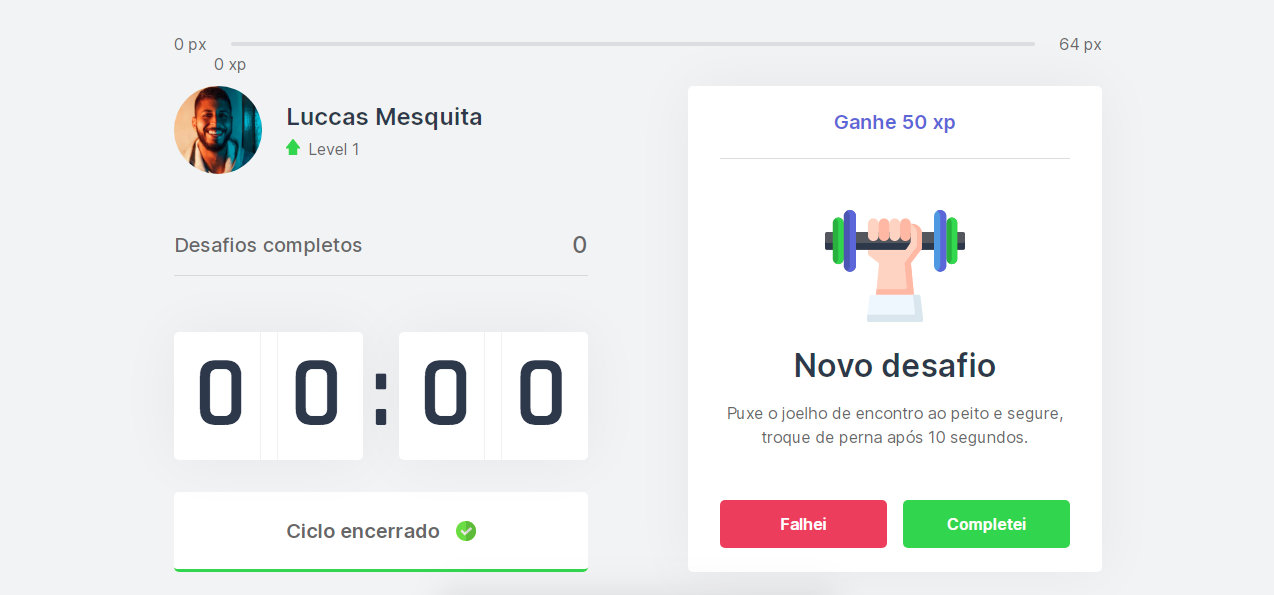 0 px
64 px
0 xp
Luccas Mesquita
Level 1
Desafios completos
0
00:00
Ciclo encerrado
Ganhe 50 xp
Novo desafio
Puxe o joelho de encontro ao peito e segure,
troque de perna após 10 segundos.
Falhei
Completei